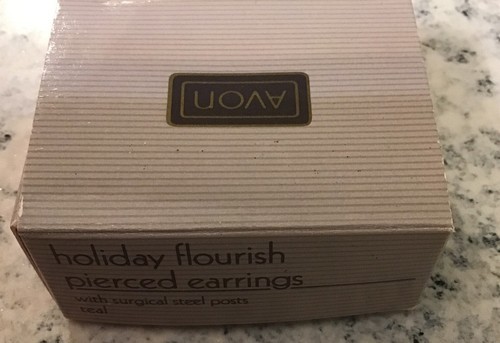 AVON
holiday flourish
pierced earrings
with surgical steel posts
teal